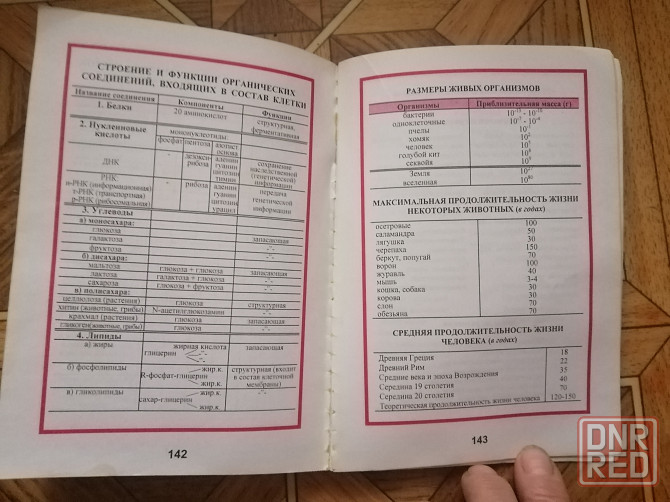 СТРОЕНИЕ И ФУНКЦИИ ОРГАНИЧЕСКИХ
СОЕДИНЕНИЙ, ВХОДЯЩИХ В СОСТАВ КЛЕТКИ
Название соединения Компоненты Функции
1. Белки 20 аминокислот структурная,
ферментативная
2. Нуклеиновые мононуклеотиды:
кислоты фосфат пентоза азотист.
основа
ДНК - дезокси- аденин сохранение
рибоза гуанин наследственной
цитозин (генетической)
тимин информации
РНК: аденин
и-РНК (информационная) - рибоза гуанин передача
т-РНК (транспортная) цитозин генетической
р-РНК (рибосомальная) урацил информации
3. Углеводы
а) моносахара:
глюкоза
галактоза запасающая
фруктоза -"-
б) дисахара:
мальтоза глюкоза + глюкоза запасающая
лактоза галактоза + глюкоза -"-
сахароза глюкоза + фруктоза -"-
в) полисахара:
целлюлоза (растения) глюкоза структурная
хитин (животные, грибы) N-ацетилглюкозамин -"-
крахмал (растения) глюкоза запасающая
гликоген(животные, грибы) глюкоза -"-
4. Липиды
а) жиры жирная кислота запасающая
глицерин -"-
-"-
б) фосфолипиды жир.к. структурная (входит
R-фосфат-глицерин в состав клеточной
жир.к. мембраны)
в) гликолипиды жир.к.
сахар-глицерин -"-
жир.к.
142
РАЗМЕРЫ ЖИВЫХ ОРГАНИЗМОВ
Организмы Приблизительная масса (г)
бактерии
одноклеточные
пчелы
хомяк
человек
голубой кит
секвойя
Земля
вселенная 10⁸⁰
МАКСИМАЛЬНАЯ ПРОДОЛЖИТЕЛЬНОСТЬ ЖИЗНИ
НЕКОТОРЫХ ЖИВОТНЫХ (в годах)
осетровые 100
саламандра 50
лягушка 30
черепаха 150
беркут, попугай 70
ворон 100
журавль 40
мышь 3-4
кошка, собака 30
корова 30
слон 70
обезьяна 70
СРЕДНЯЯ ПРОДОЛЖИТЕЛЬНОСТЬ ЖИЗНИ
ЧЕЛОВЕКА (в годах)
Древняя Греция 18
Древний Рим 22
Средние века и эпоха Возрождения 35
Середина 19 столетия 40
Середина 20 столетия 70
Теоретическая продолжительность жизни человека 120-150
143
DNR
RED